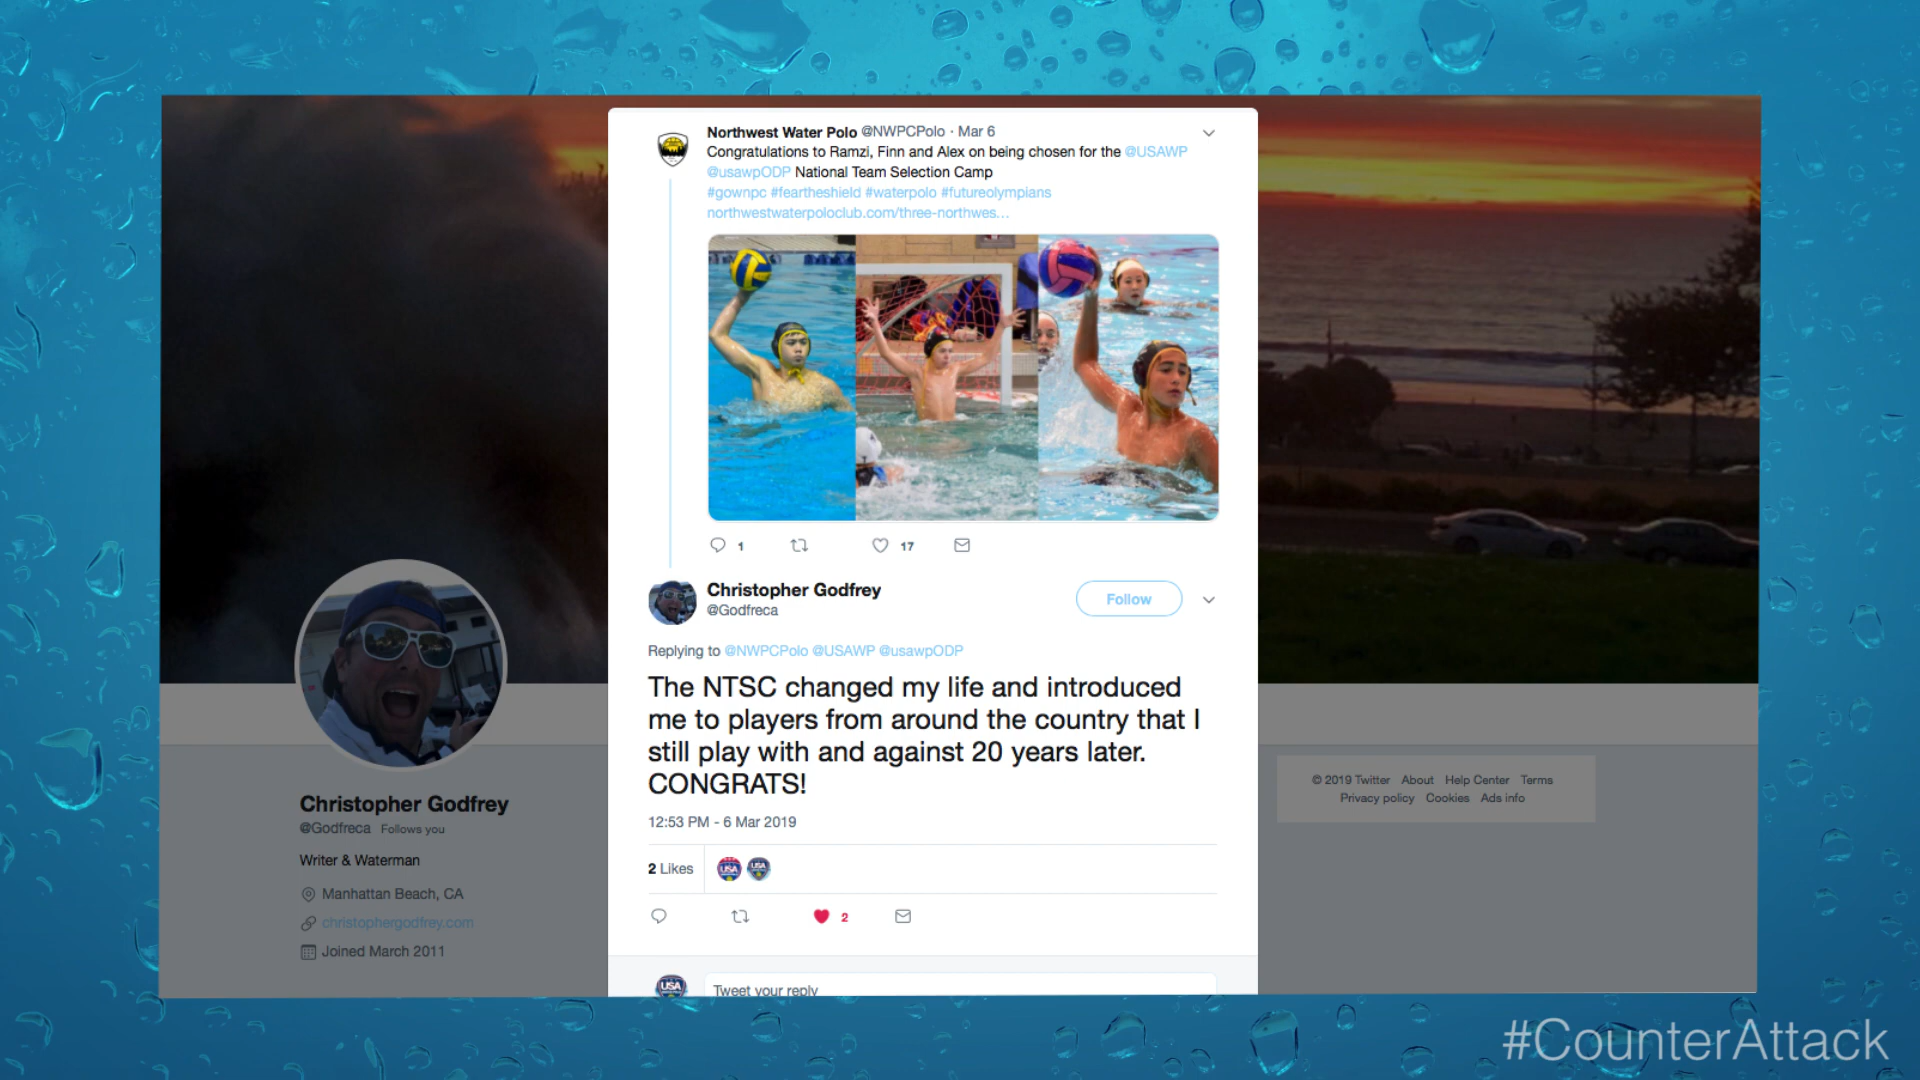 Northwest Water Polo @NWPCPolo · Mar 6
Congratulations to Ramzi, Finn and Alex on being chosen for the @USAWP
@usawpODP National Team Selection Camp
#gownpc #feartheshield #waterpolo #futureolympians
northwestwaterpoloclub.com/three-northwes...
1
17
Christopher Godfrey
@Godfreca
Follow
Replying to @NWPCPolo @USAWP @usawpODP
The NTSC changed my life and introduced
me to players from around the country that I
still play with and against 20 years later.
CONGRATS!
12:53 PM - 6 Mar 2019
2 Likes
USA
USA
2
USA
Tweet your reply
Christopher Godfrey
@Godfreca Follows you
Writer & Waterman
Manhattan Beach, CA
christophergodfrey.com
Joined March 2011
© 2019 Twitter About Help Center Terms
Privacy policy Cookies Ads info
#CounterAttack